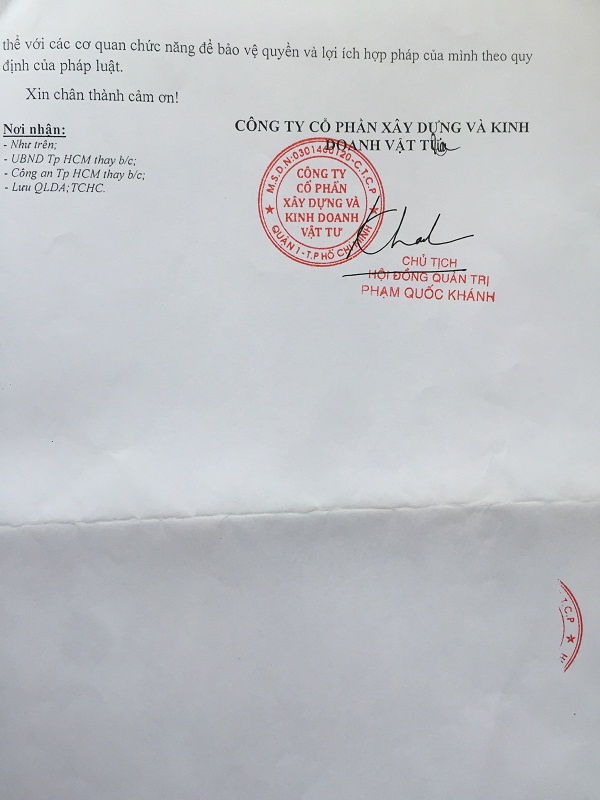 thể với các cơ quan chức năng để bảo vệ quyền và lợi ích hợp pháp của mình theo quy
định của pháp luật.
Xin chân thành cảm ơn!
Nơi nhận:
- Như trên;
- UBND Tp HCM thay b/c;
- Công an Tp HCM thay b/c;
- Lưu QLDA; TCHC.
CÔNG TY CỔ PHẦN XÂY DỰNG VÀ KINH
DOANH VẬT TƯ
M.S.D.N:0301460120-C.T.C.P
CÔNG TY
CỔ PHẦN
XÂY DỰNG VÀ
KINH DOANH
VẬT TƯ
QUẬN 1-T.P HỒ CHÍ MINH
CHỦ TỊCH
HỘI ĐỒNG QUẢN TRỊ
PHẠM QUỐC KHÁNH
T.C.P